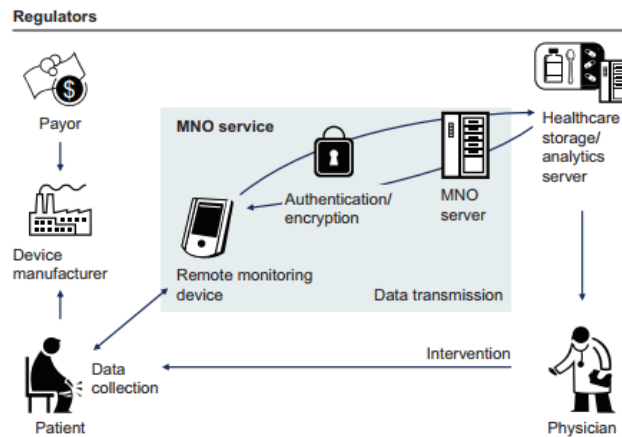 Regulators
Payor
MNO service
Healthcare
storage/
analytics
server
Authentication/
encryption
MNO
server
Device
manufacturer
Remote monitoring
device
Data transmission
Data
collection
Intervention
Patient
Physician
$